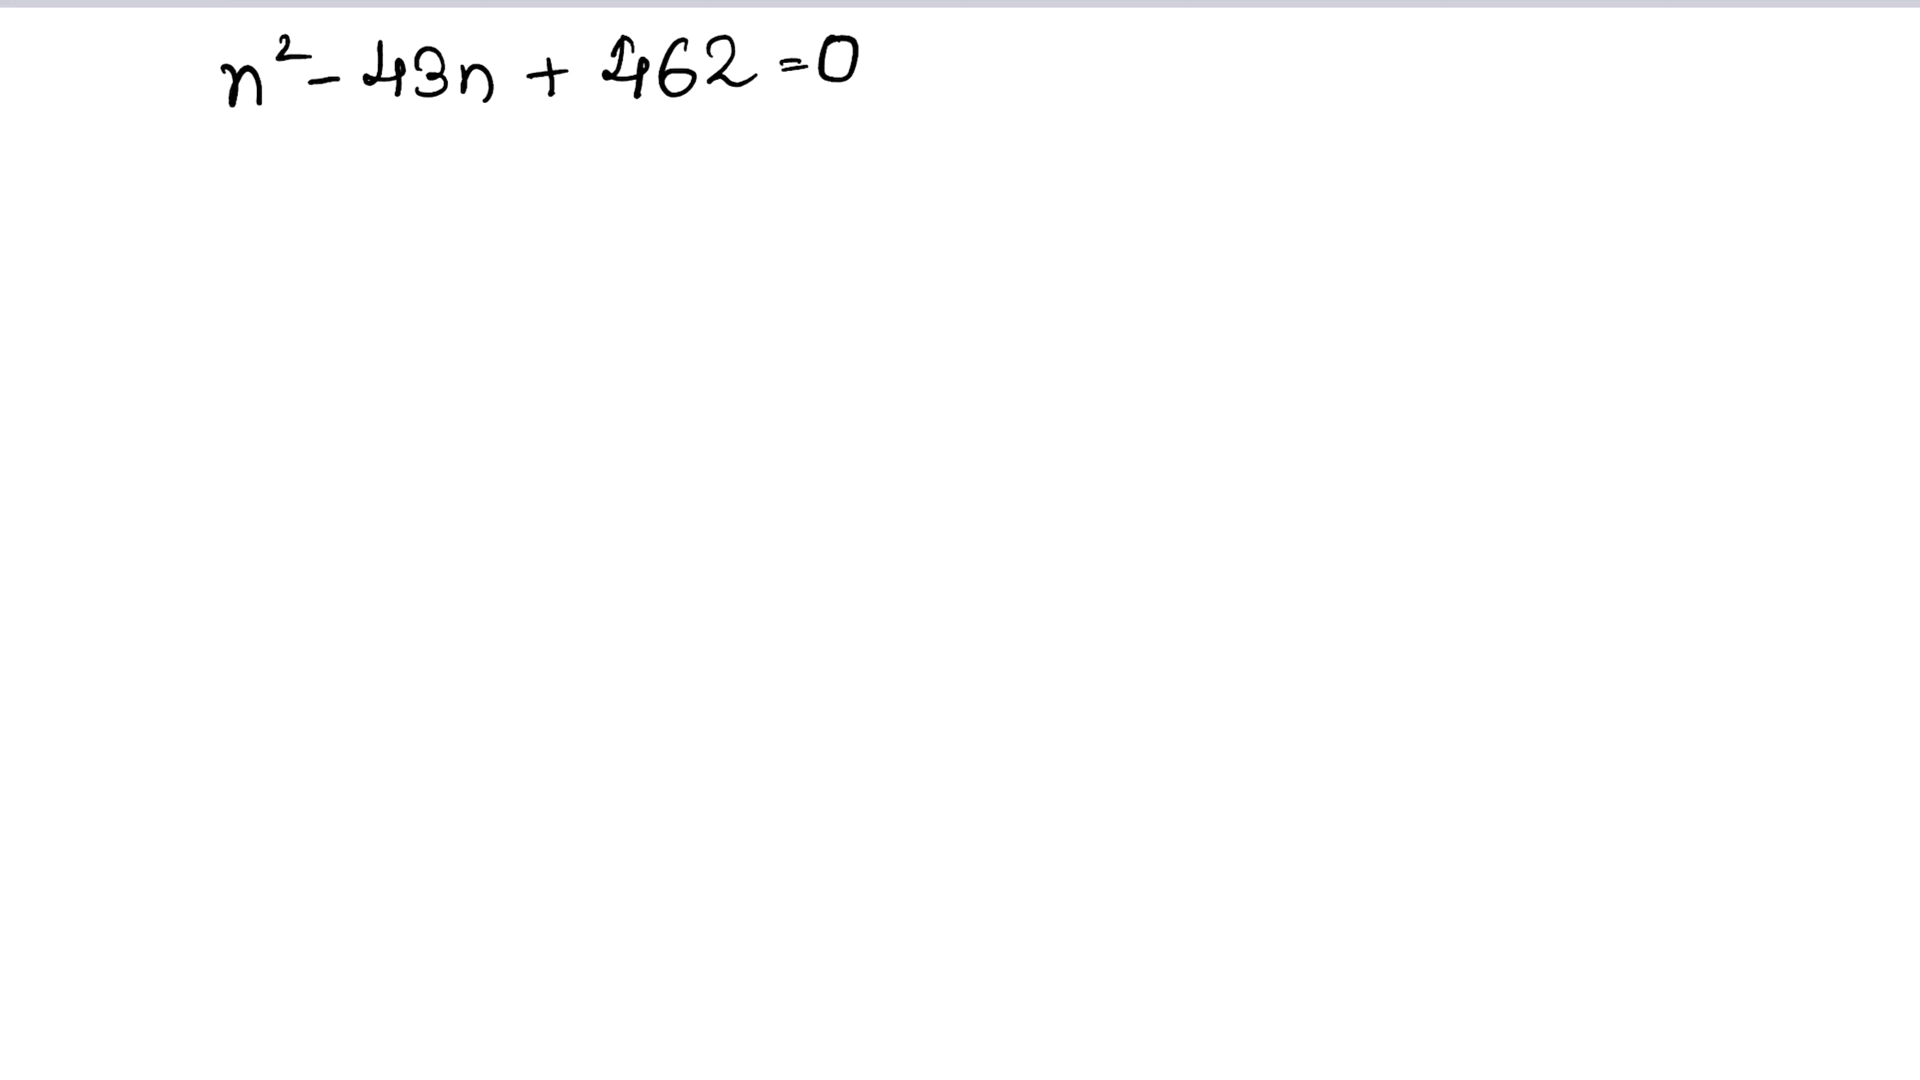 n² - 43n + 462 = 0